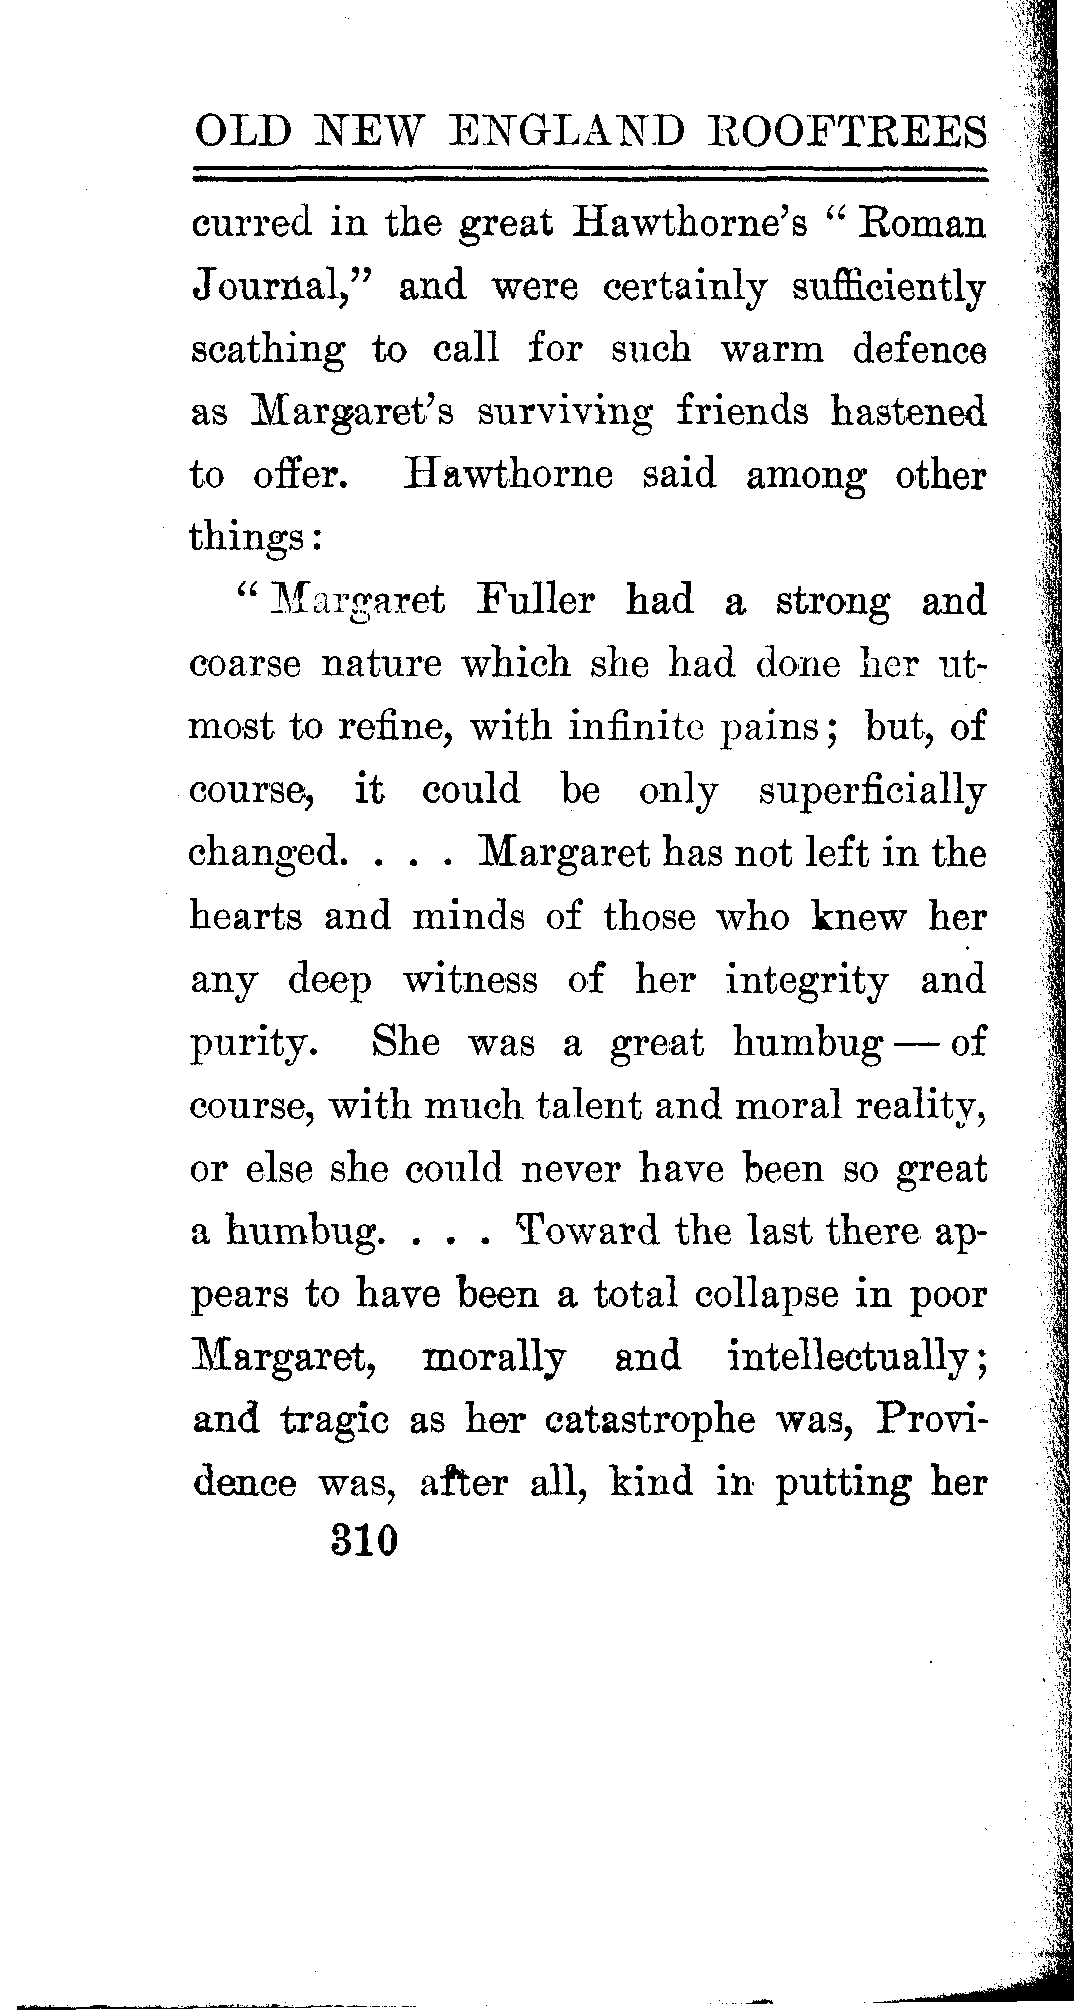 OLD NEW ENGLAND ROOFTREES
curred in the great Hawthorne's “ Roman
Journal,” and were certainly sufficiently
scathing to call for such warm defence
as Margaret's surviving friends hastened
to offer. Hawthorne said among other
things:
“ Margaret Fuller had a strong and
coarse nature which she had done her ut-
most to refine, with infinite pains; but, of
course, it could be only superficially
changed. . . . Margaret has not left in the
hearts and minds of those who knew her
any deep witness of her integrity and
purity. She was a great humbug — of
course, with much talent and moral reality,
or else she could never have been so great
a humbug. . . . Toward the last there ap-
pears to have been a total collapse in poor
Margaret, morally and intellectually;
and tragic as her catastrophe was, Provi-
dence was, after all, kind in putting her
310